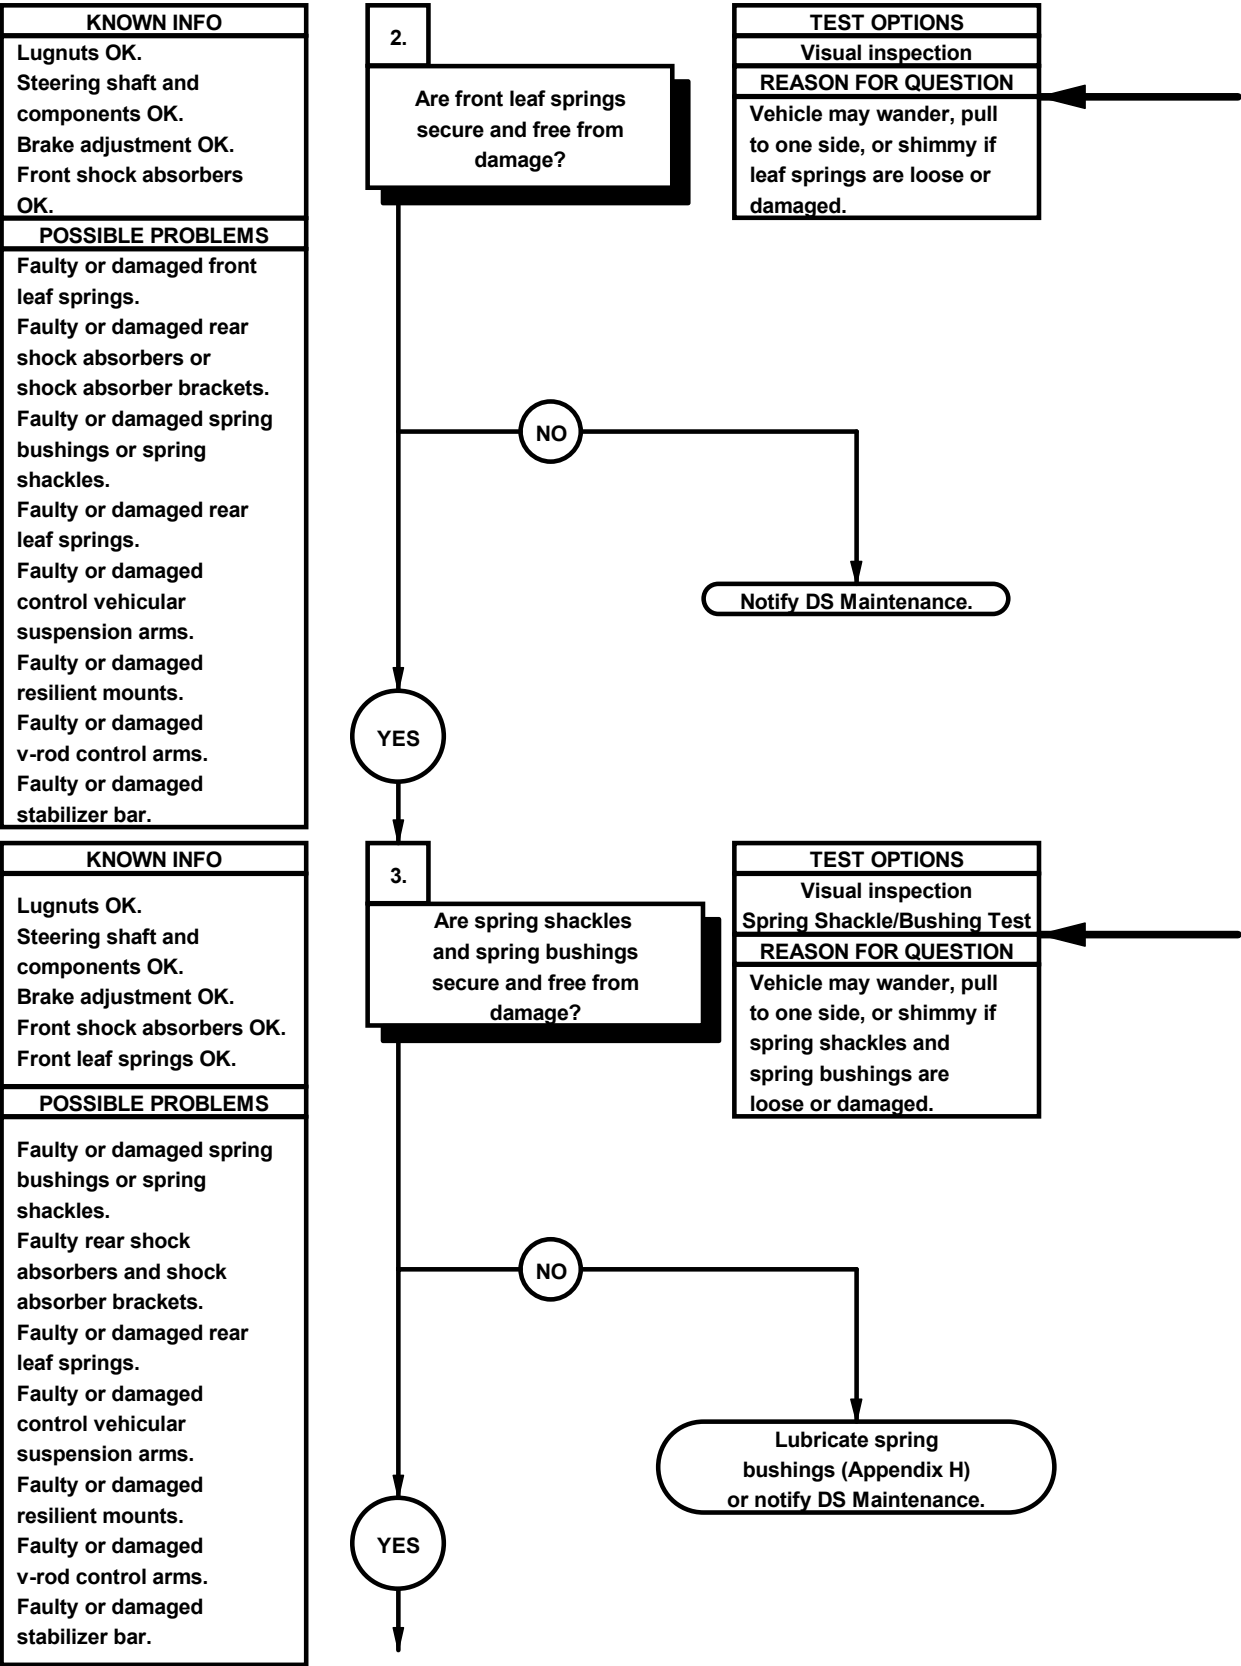 KNOWN INFO
Lugnuts OK.
Steering shaft and
components OK.
Brake adjustment OK.
Front shock absorbers
OK.
POSSIBLE PROBLEMS
Faulty or damaged front
leaf springs.
Faulty or damaged rear
shock absorbers or
shock absorber brackets.
Faulty or damaged spring
bushings or spring
shackles.
Faulty or damaged rear
leaf springs.
Faulty or damaged
control vehicular
suspension arms.
Faulty or damaged
resilient mounts.
Faulty or damaged
v-rod control arms.
Faulty or damaged
stabilizer bar.
2.
Are front leaf springs
secure and free from
damage?
TEST OPTIONS
Visual inspection
REASON FOR QUESTION
Vehicle may wander, pull
to one side, or shimmy if
leaf springs are loose or
damaged.
NO
Notify DS Maintenance.
YES
KNOWN INFO
Lugnuts OK.
Steering shaft and
components OK.
Brake adjustment OK.
Front shock absorbers OK.
Front leaf springs OK.
POSSIBLE PROBLEMS
Faulty or damaged spring
bushings or spring
shackles.
Faulty rear shock
absorbers and shock
absorber brackets.
Faulty or damaged rear
leaf springs.
Faulty or damaged
control vehicular
suspension arms.
Faulty or damaged
resilient mounts.
Faulty or damaged
v-rod control arms.
Faulty or damaged
stabilizer bar.
3.
Are spring shackles
and spring bushings
secure and free from
damage?
TEST OPTIONS
Visual inspection
Spring Shackle/Bushing Test
REASON FOR QUESTION
Vehicle may wander, pull
to one side, or shimmy if
spring shackles and
spring bushings are
loose or damaged.
NO
Lubricate spring
bushings (Appendix H)
or notify DS Maintenance.
YES